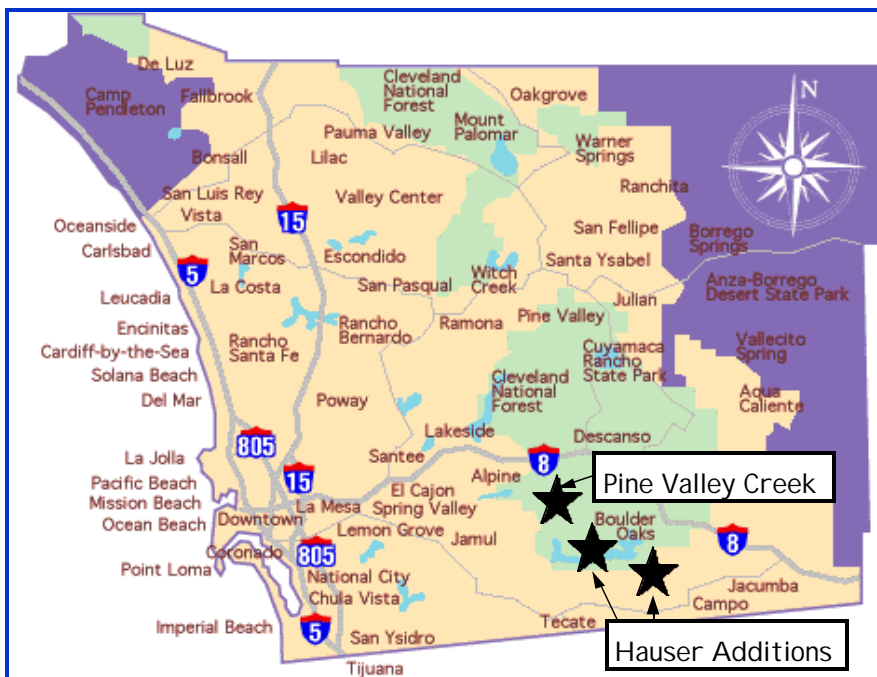 De Luz
Camp
Pendleton
Fallbrook
Cleveland
National
Forest
Oakgrove
N
Mount
Palomar
Pauma Valley
Warner
Springs
Bonsall
Lilac
Ranchita
San Luis Rey
Vista
Valley Center
15
Oceanside
Carlsbad
San Fellipe
Borrego
Springs
San
Marcos
Escondido
Santa Ysabel
5
La Costa
San Pasqual
Witch
Creek
Anza-Borrego
Desert State Park
Leucadia
Julian
Encinitas
Rancho
Santa Fe
Rancho
Bernardo
Ramona
Pine Valley
Cardiff-by-the-Sea
Cuyamaca
Rancho
State Park
Vallecito
Spring
Solana Beach
Cleveland
National
Forest
Agua
Caliente
Del Mar
Poway
Lakeside
Descanso
805
La Jolla
Santee
8
Pacific Beach
15
Alpine
Pine Valley Creek
Mission Beach
La Mesa
El Cajon
Spring Valley
Ocean Beach
Downtown
Lemon Grove
Jamul
Boulder
Oaks
8
Coronado
805
Point Loma
National City
Chula Vista
Jacumba
Campo
Imperial Beach
5
San Ysidro
Tecate
Hauser Additions
Tijuana